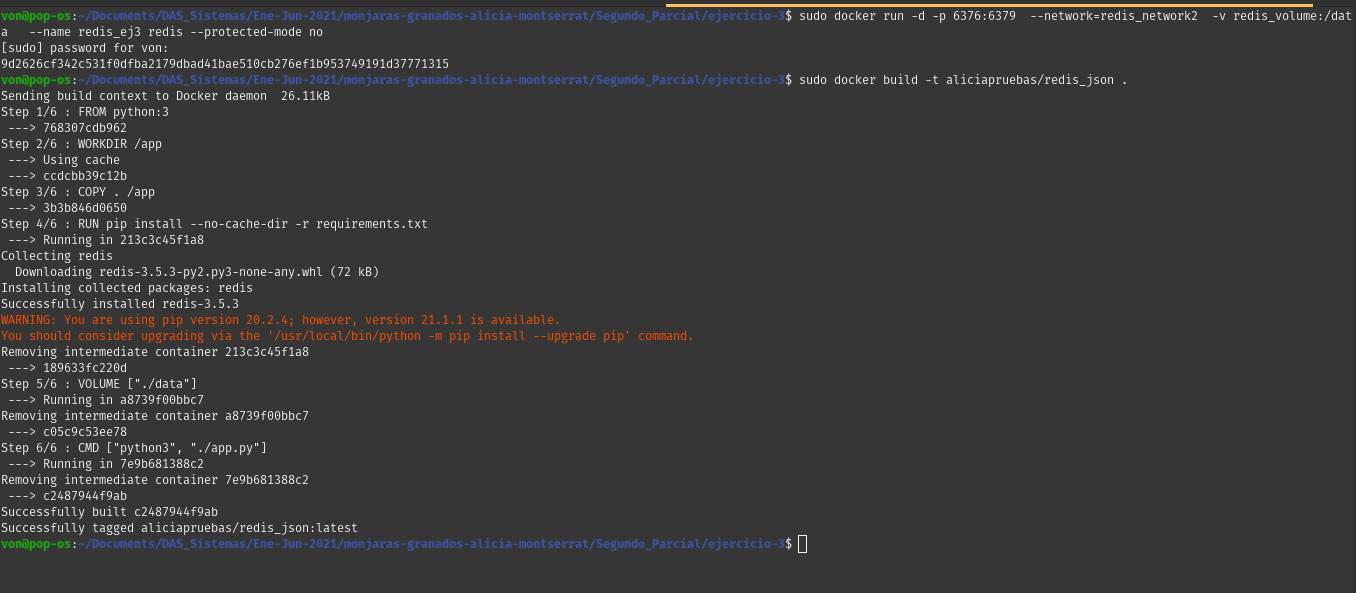 von@pop-os:~/Documents/DAS_Sistemas/Ene-Jun-2021/monjaras-granados-alicia-montserrat/Segundo_Parcial/ejercicio-3$ sudo docker run -d -p 6376:6379  --network=redis_network2  -v redis_volume:/dat
a   --name redis_ej3 redis --protected-mode no
[sudo] password for von:
9d2626cf342c531f0dfba2179dbad41bae510cb276ef1b953749191d37771315
von@pop-os:~/Documents/DAS_Sistemas/Ene-Jun-2021/monjaras-granados-alicia-montserrat/Segundo_Parcial/ejercicio-3$ sudo docker build -t aliciapruebas/redis_json .
Sending build context to Docker daemon  26.11kB
Step 1/6 : FROM python:3
 ---> 768307cdb962
Step 2/6 : WORKDIR /app
 ---> Using cache
 ---> ccdcbb39c12b
Step 3/6 : COPY . /app
 ---> 3b3b846d0650
Step 4/6 : RUN pip install --no-cache-dir -r requirements.txt
 ---> Running in 213c3c45f1a8
Collecting redis
  Downloading redis-3.5.3-py2.py3-none-any.whl (72 kB)
Installing collected packages: redis
Successfully installed redis-3.5.3
WARNING: You are using pip version 20.2.4; however, version 21.1.1 is available.
You should consider upgrading via the '/usr/local/bin/python -m pip install --upgrade pip' command.
Removing intermediate container 213c3c45f1a8
 ---> 189633fc220d
Step 5/6 : VOLUME ["./data"]
 ---> Running in a8739f00bbc7
Removing intermediate container a8739f00bbc7
 ---> c05c9c53ee78
Step 6/6 : CMD ["python3", "./app.py"]
 ---> Running in 7e9b681388c2
Removing intermediate container 7e9b681388c2
 ---> c2487944f9ab
Successfully built c2487944f9ab
Successfully tagged aliciapruebas/redis_json:latest
von@pop-os:~/Documents/DAS_Sistemas/Ene-Jun-2021/monjaras-granados-alicia-montserrat/Segundo_Parcial/ejercicio-3$